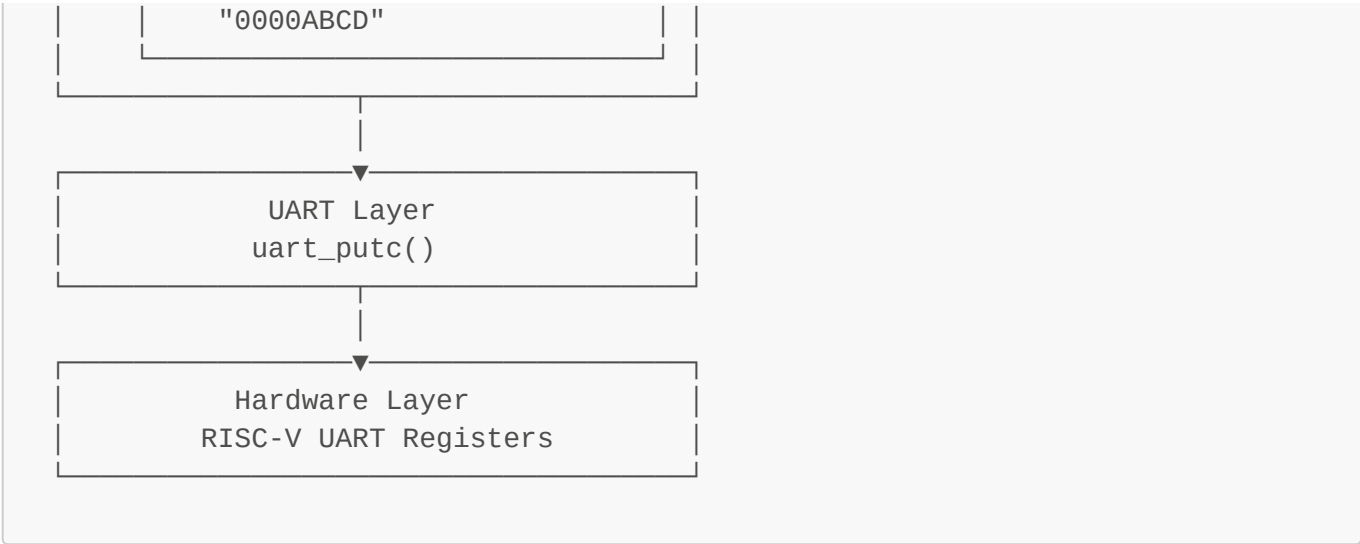 "0000ABCD"
UART Layer
uart_putc()
Hardware Layer
RISC-V UART Registers